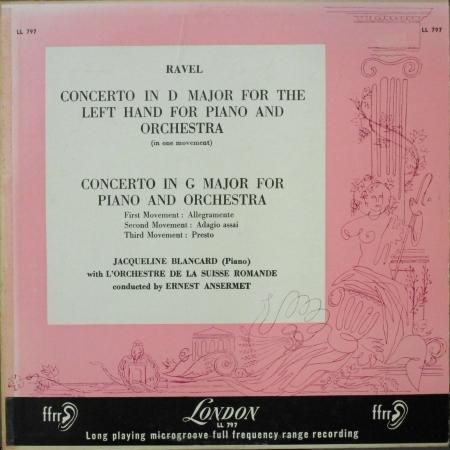 LL 797
LL 797
RAVEL
CONCERTO IN D MAJOR FOR THE
LEFT HAND FOR PIANO AND
ORCHESTRA
(in one movement)
CONCERTO IN G MAJOR FOR
PIANO AND ORCHESTRA
First Movement : Allegramente
Second Movement : Adagio assai
Third Movement : Presto
JACQUELINE BLANCARD (Piano)
with L'ORCHESTRE DE LA SUISSE ROMANDE
conducted by ERNEST ANSERMET
ffrr
LONDON
ffrr
LL 797
Long playing microgroove full frequency range recording